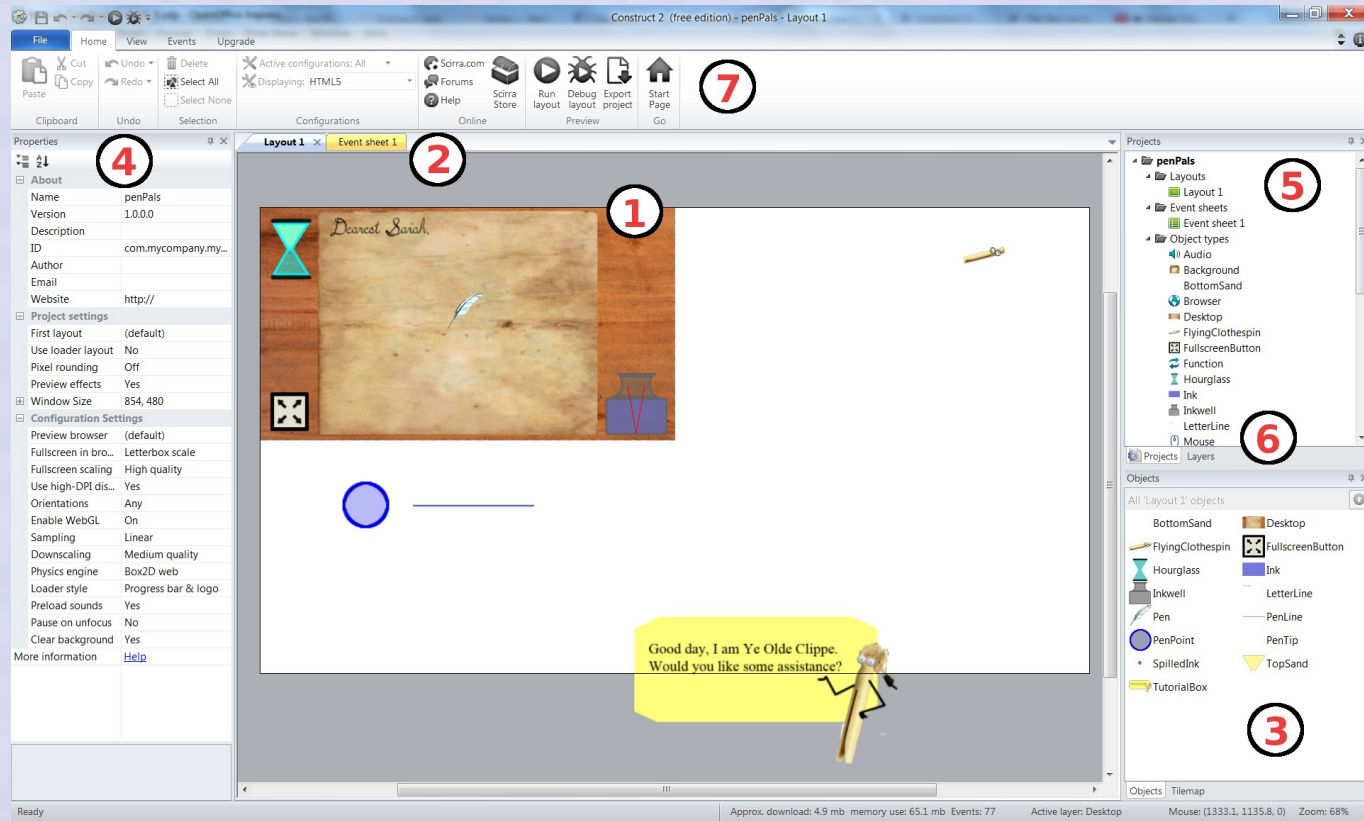 Construct 2 (free edition) - penPals - Layout 1
File Home View Events Upgrade
Paste
Cut
Copy
Clipboard
Undo
Redo
Undo
Delete
Select All
Select None
Selection
Active configurations: All
Displaying: HTML5
Configurations
Scirra.com
Forums
Help
Scirra Store
Online
Run layout
Debug layout
Export project
Preview
Start Page
Go
7
Properties
4
About
Name penPals
Version 1.0.0.0
Description
ID com.mycompany.my...
Author
Email
Website http://
Project settings
First layout (default)
Use loader layout No
Pixel rounding Off
Preview effects Yes
Window Size 854, 480
Configuration Settings
Preview browser (default)
Fullscreen in bro... Letterbox scale
Fullscreen scaling High quality
Use high-DPI dis... Yes
Orientations Any
Enable WebGL On
Sampling Linear
Downscaling Medium quality
Physics engine Box2D web
Loader style Progress bar & logo
Preload sounds Yes
Pause on unfocus No
Clear background Yes
More information Help
Layout 1
Event sheet 1
2
1
Dearest Sarah,
Good day, I am Ye Olde Clippe.
Would you like some assistance?
Projects
5
penPals
Layouts
Layout 1
Event sheets
Event sheet 1
Object types
Audio
Background
BottomSand
Browser
Desktop
FlyingClothespin
FullscreenButton
Function
Hourglass
Ink
Inkwell
LetterLine
Mouse
6
Projects Layers
Objects
All 'Layout 1' objects
BottomSand Desktop
FlyingClothespin FullscreenButton
Hourglass Ink
Inkwell LetterLine
Pen PenLine
PenPoint PenTip
SpilledInk TopSand
TutorialBox
3
Objects Tilemap
Ready
Approx. download: 4.9 mb memory use: 65.1 mb Events: 77 Active layer: Desktop Mouse: (1333.1, 1135.8, 0) Zoom: 68%